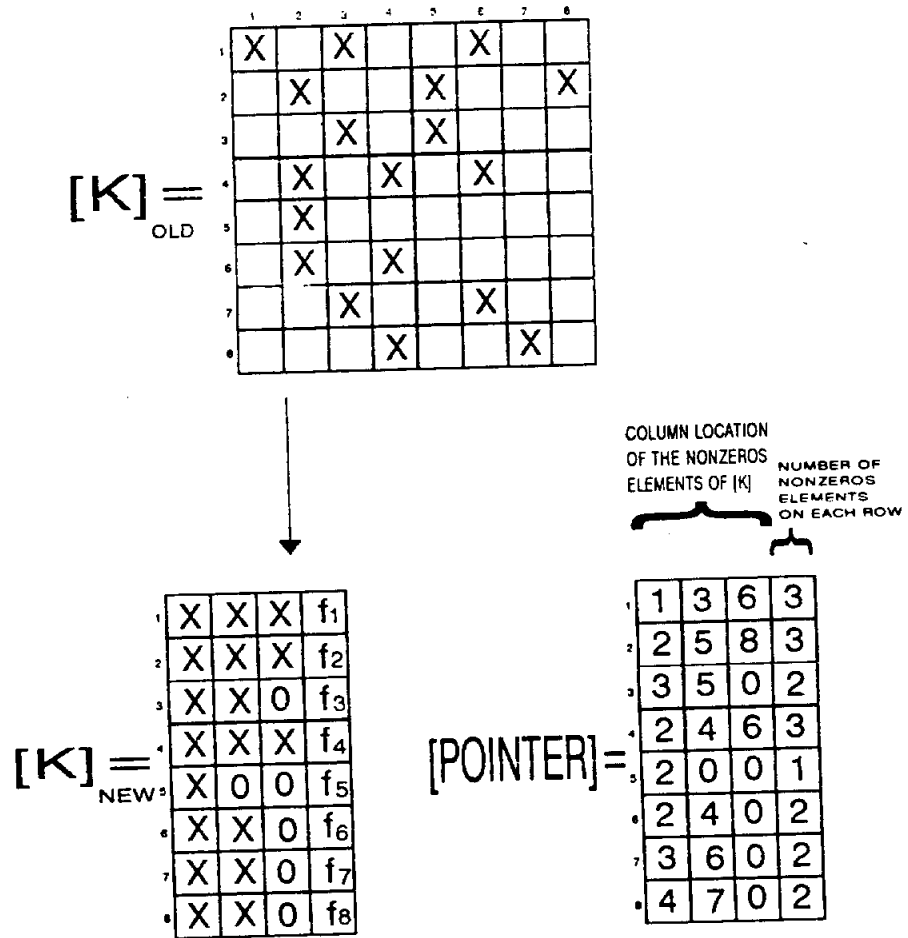 1 2 3 4 5 6 7 8
1 X X X
2 X X X
3 X X
4 X X X
5 X
6 X X
7 X X
8 X X
[K] =
OLD
COLUMN LOCATION
OF THE NONZEROS
ELEMENTS OF [K]
NUMBER OF
NONZEROS
ELEMENTS
ON EACH ROW
[K] =
NEW
1 X X X f1
2 X X X f2
3 X X 0 f3
4 X X X f4
5 X 0 0 f5
6 X X 0 f6
7 X X 0 f7
8 X X 0 f8
[POINTER] =
1 1 3 6 3
2 2 5 8 3
3 3 5 0 2
4 2 4 6 3
5 2 0 0 1
6 2 4 0 2
7 3 6 0 2
8 4 7 0 2